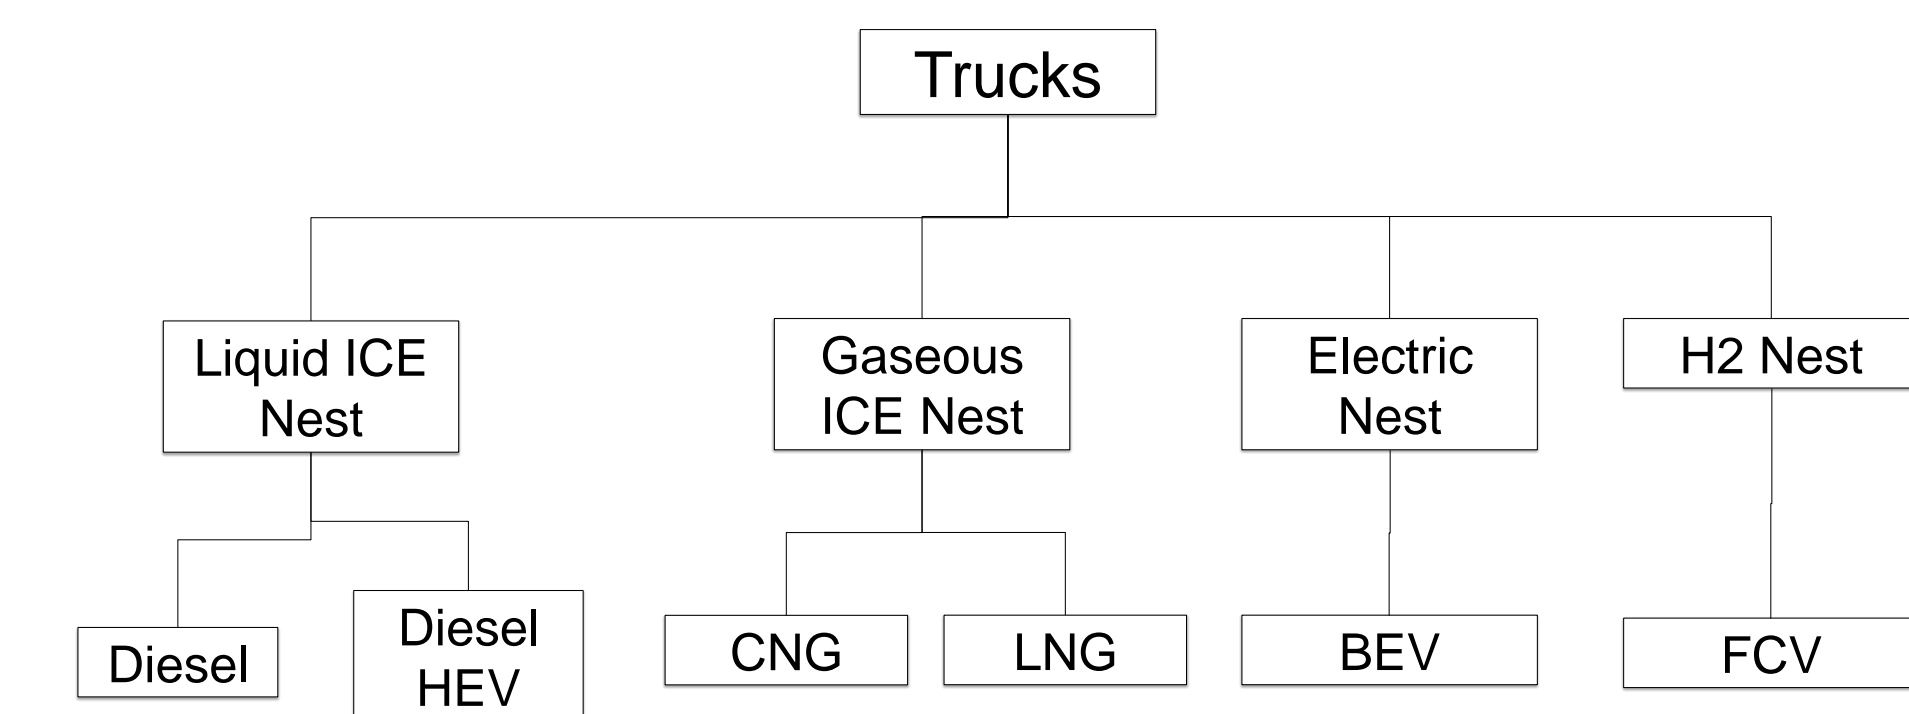 Trucks
Liquid ICE
Nest
Gaseous
ICE Nest
Electric
Nest
H2 Nest
Diesel
Diesel
HEV
CNG
LNG
BEV
FCV